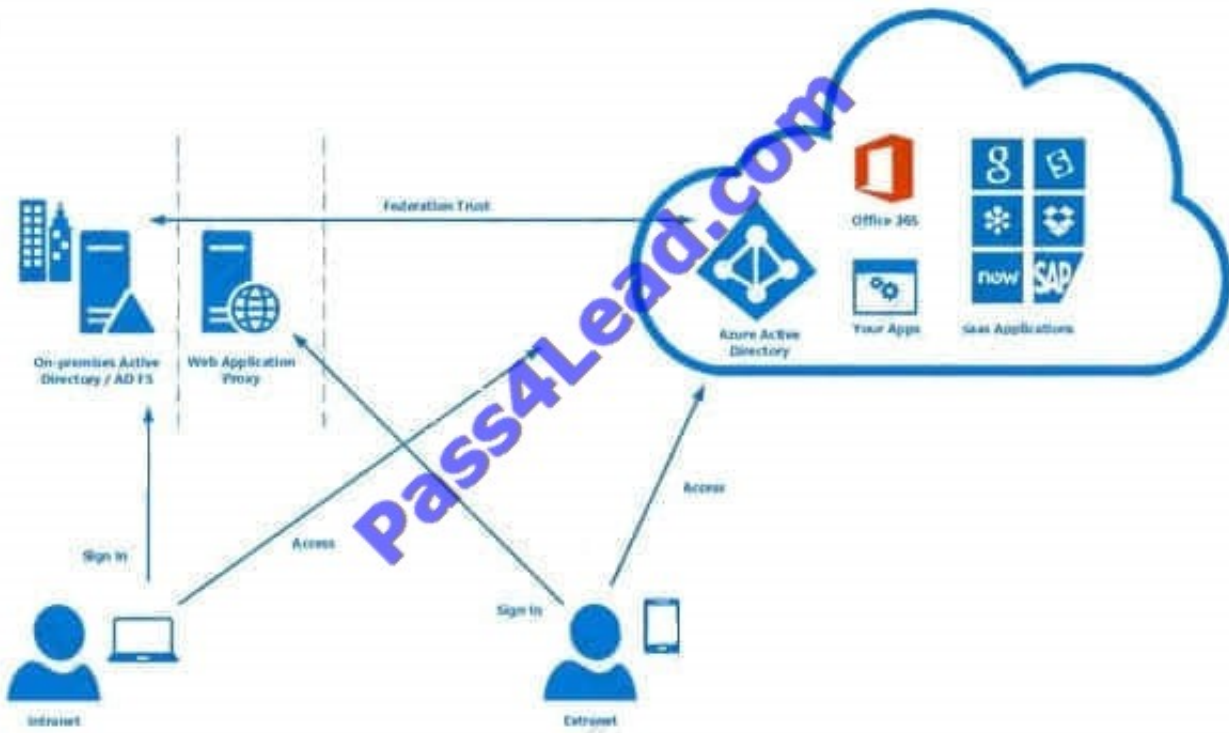 Federation Trust
Office 365
g
S
now
SAP
Azure Active
Directory
Your Apps
SaaS Applications
On-premises Active
Directory / AD FS
Web Application
Proxy
Access
Access
Sign In
Sign In
Intranet
Extranet
Pass4Lead.com